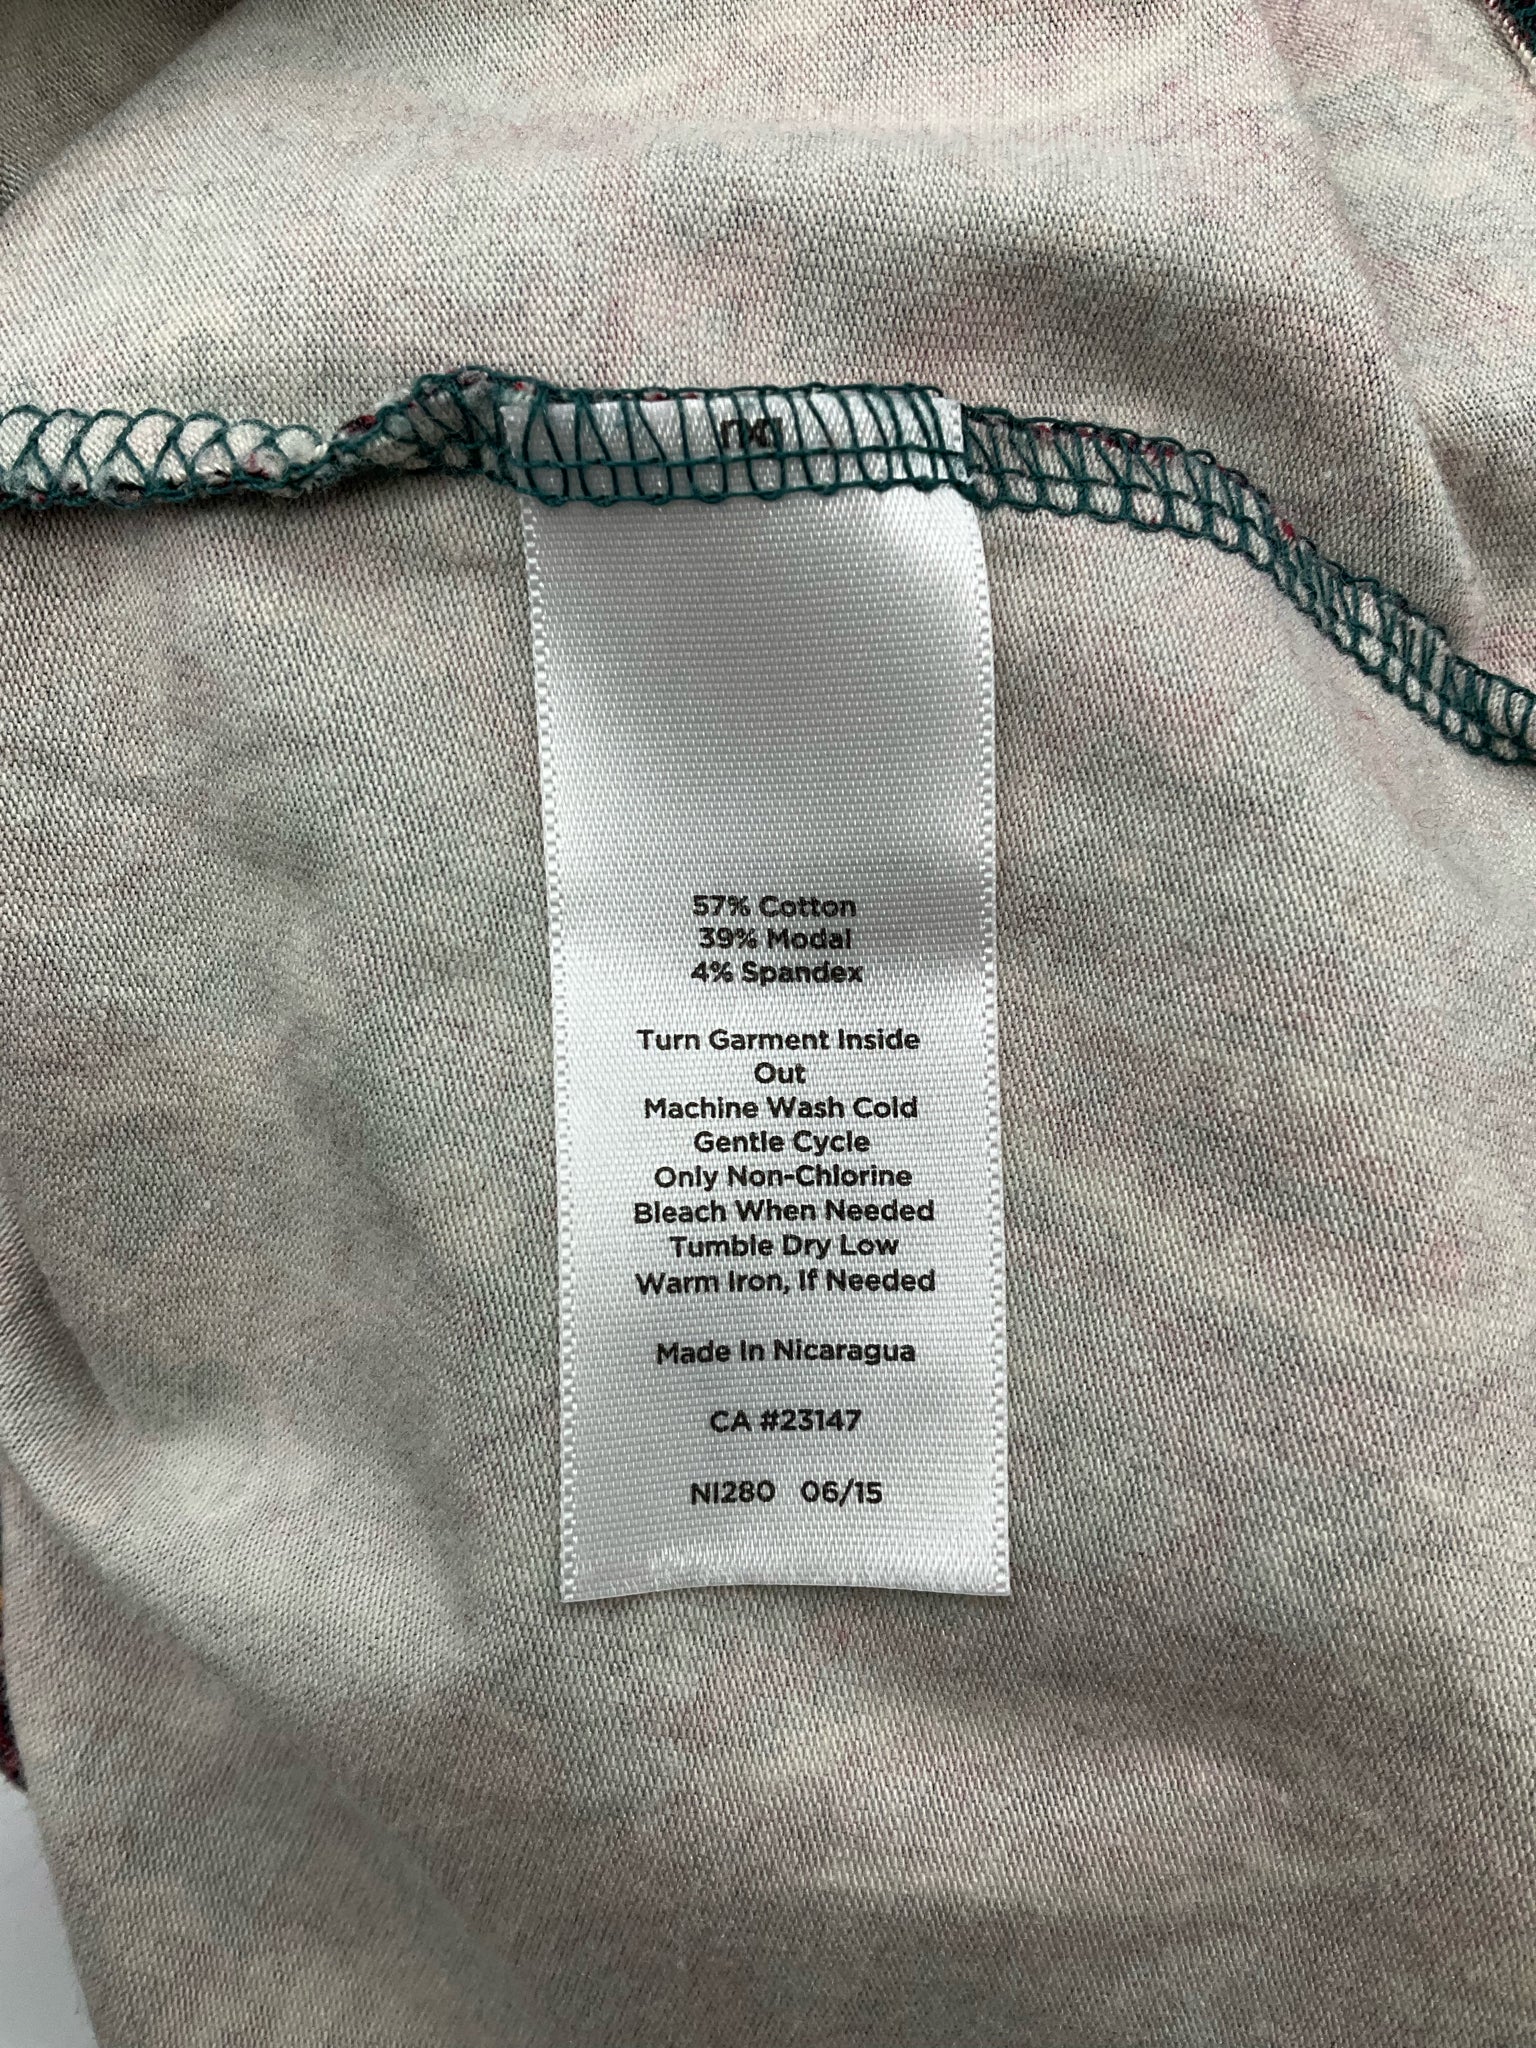 57% Cotton
39% Modal
4% Spandex
Turn Garment Inside
Out
Machine Wash Cold
Gentle Cycle
Only Non-Chlorine
Bleach When Needed
Tumble Dry Low
Warm Iron, If Needed
Made In Nicaragua
CA #23147
NI280 06/15